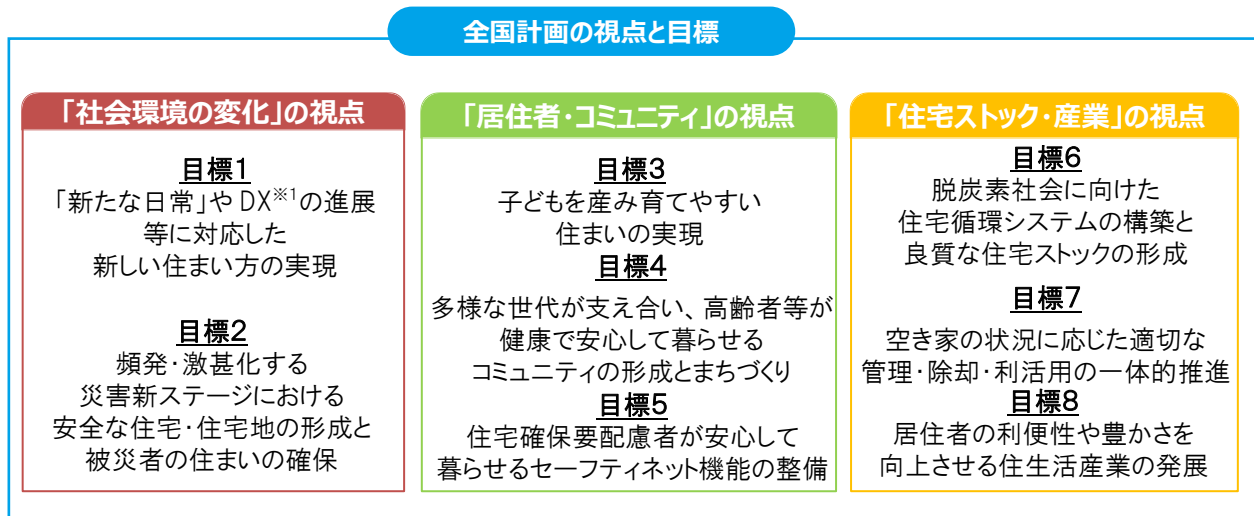 全国計画の視点と目標
「社会環境の変化」の視点
目標1
「新たな日常」や DX※1の進展
等に対応した
新しい住まい方の実現
目標2
頻発・激甚化する
災害新ステージにおける
安全な住宅・住宅地の形成と
被災者の住まいの確保
「居住者・コミュニティ」の視点
目標3
子どもを産み育てやすい
住まいの実現
目標4
多様な世代が支え合い、高齢者等が
健康で安心して暮らせる
コミュニティの形成とまちづくり
目標5
住宅確保要配慮者が安心して
暮らせるセーフティネット機能の整備
「住宅ストック・産業」の視点
目標6
脱炭素社会に向けた
住宅循環システムの構築と
良質な住宅ストックの形成
目標7
空き家の状況に応じた適切な
管理・除却・利活用の一体的推進
目標8
居住者の利便性や豊かさを
向上させる住生活産業の発展